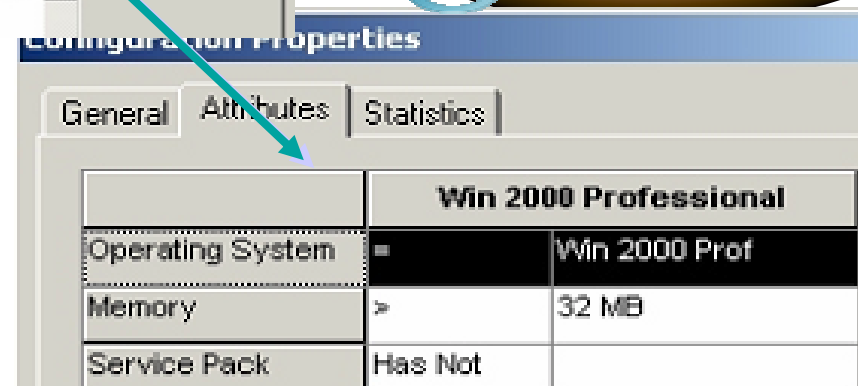 Configuration Properties
General Attributes Statistics
Win 2000 Professional
Operating System = Win 2000 Prof
Memory > 32 MB
Service Pack Has Not